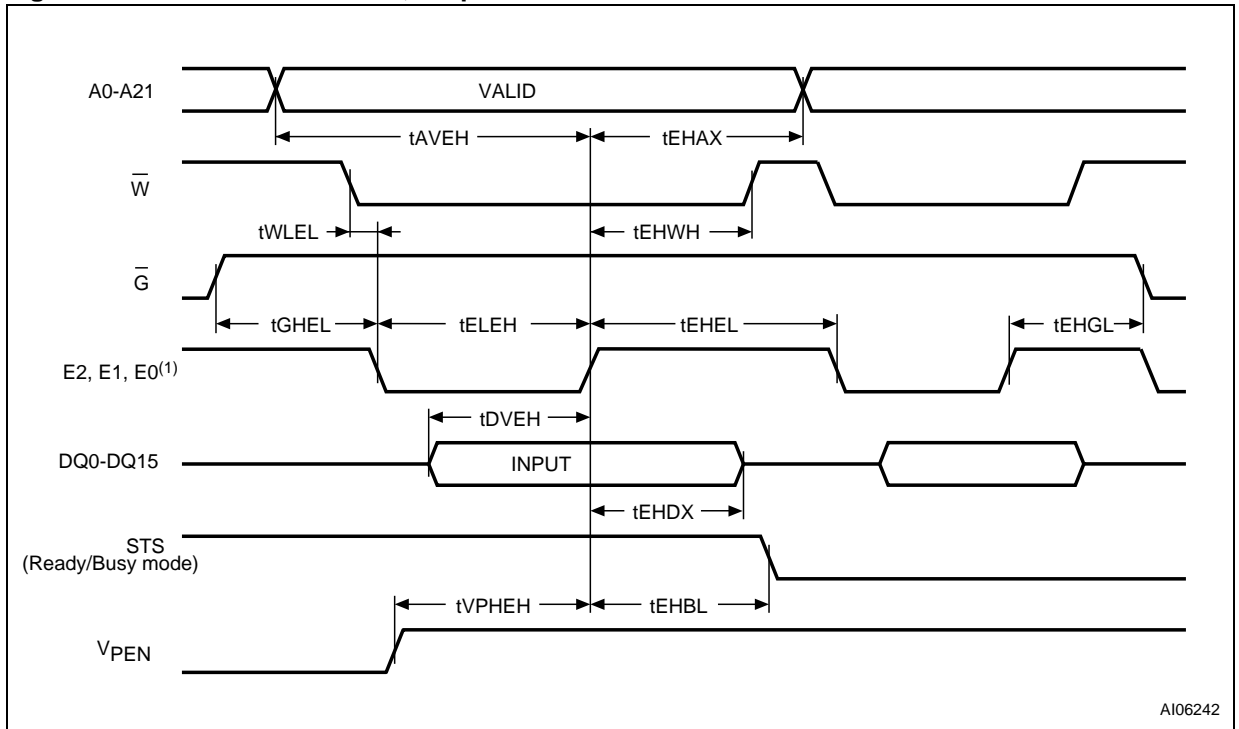 A0-A21
VALID
tAVEH
tEHAX
W̅
tWLEL
tEHWH
G̅
tGHEL
tELEH
tEHEL
tEHGL
E2, E1, E0(1)
tDVEH
DQ0-DQ15
INPUT
tEHDX
STS
(Ready/Busy mode)
tVPHEH
tEHBL
VPEN
AI06242